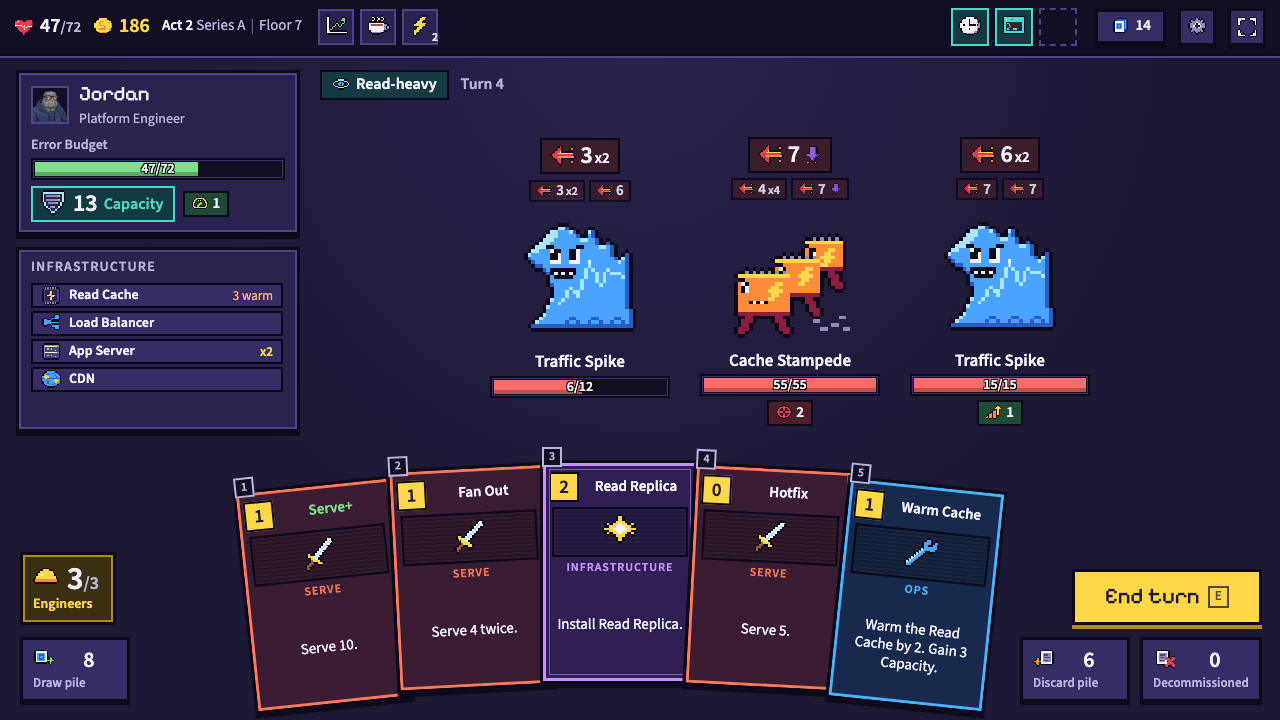 47/72
186
Act 2 Series A | Floor 7
2
14
Jordan
Platform Engineer
Error Budget
47/72
13 Capacity
1
INFRASTRUCTURE
Read Cache 3 warm
Load Balancer
App Server x2
CDN
Read-heavy
Turn 4
3x2
3x2
6
Traffic Spike
6/12
7
4x4
7
Cache Stampede
55/55
2
6x2
7
7
Traffic Spike
15/15
1
1
1
Serve+
SERVE
Serve 10.
2
1
Fan Out
SERVE
Serve 4 twice.
3
2
Read Replica
INFRASTRUCTURE
Install Read Replica.
4
0
Hotfix
SERVE
Serve 5.
5
1
Warm Cache
OPS
Warm the Read
Cache by 2. Gain 3
Capacity.
3/3
Engineers
8
Draw pile
End turn E
6
Discard pile
0
Decommissioned